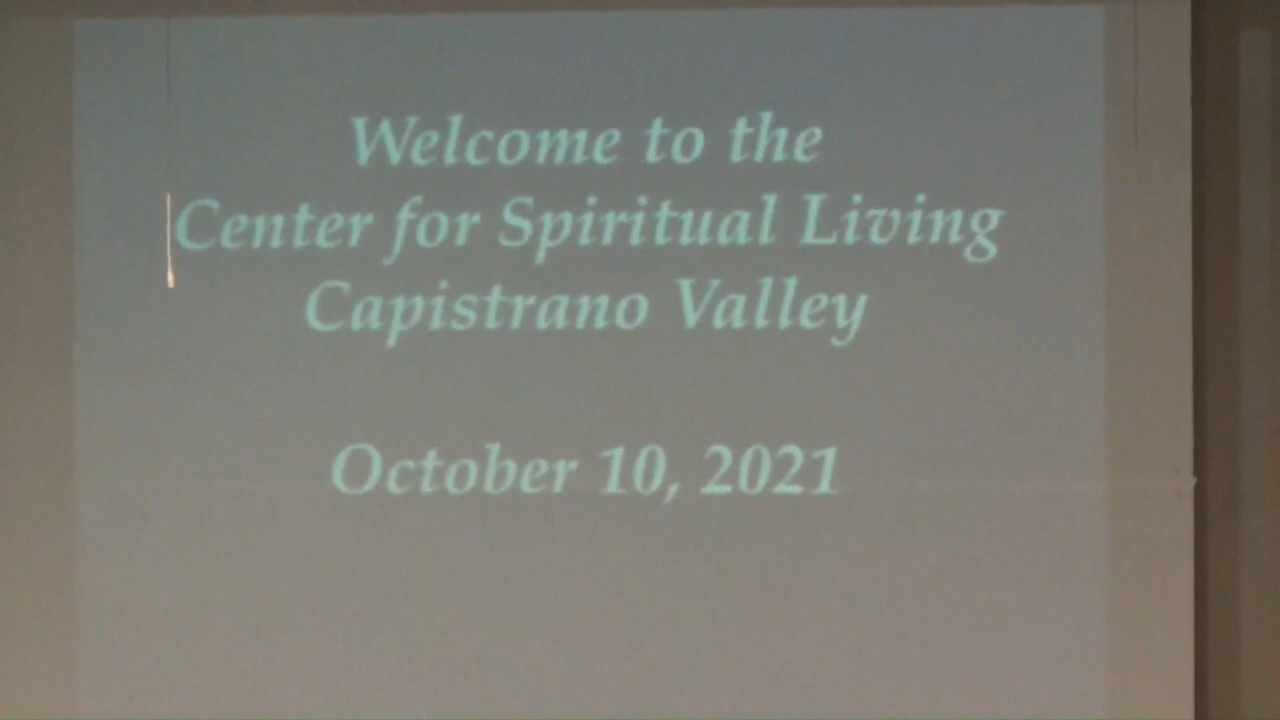 Welcome to the
Center for Spiritual Living
Capistrano Valley
October 10, 2021